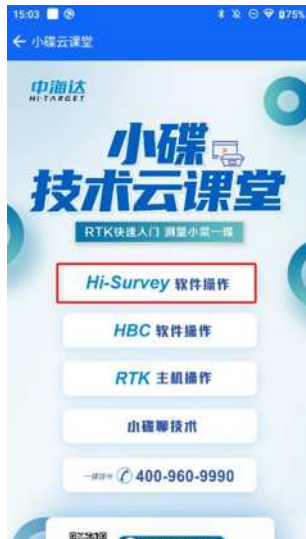 15:03
75%
← 小碟云课堂
中海达
HI-TARGET
小碟
技术云课堂
RTK快速入门 测量小菜一碟
Hi-Survey 软件操作
HBC 软件操作
RTK 主机操作
小碟聊技术
400-960-9990